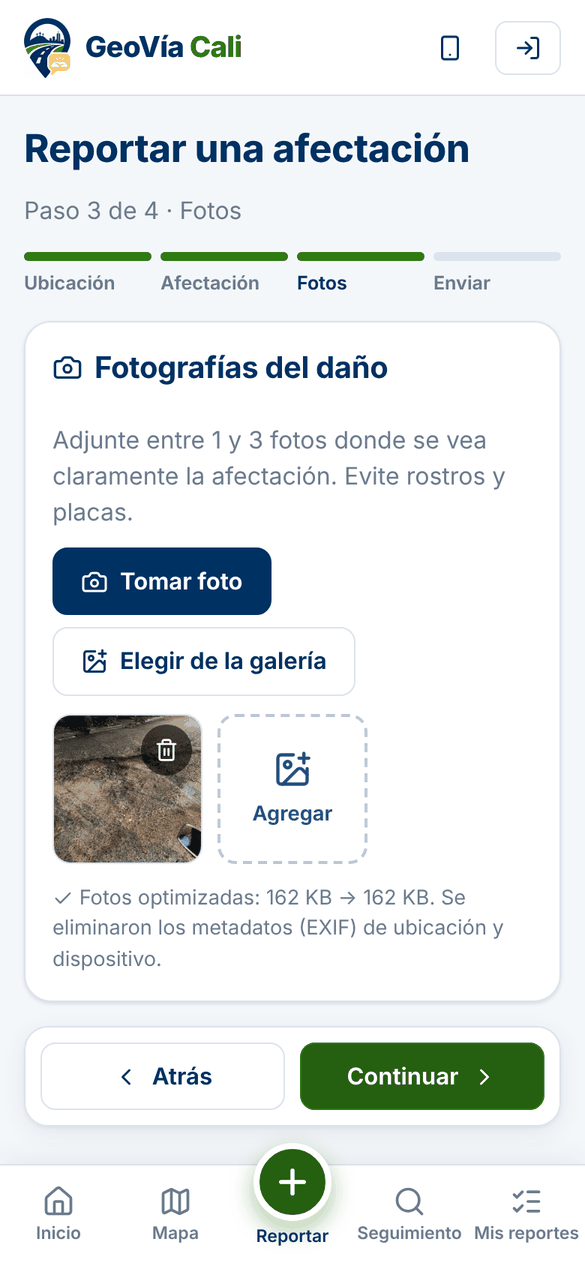 GeoVía Cali
Reportar una afectación
Paso 3 de 4 · Fotos
Ubicación
Afectación
Fotos
Enviar
Fotografías del daño
Adjunte entre 1 y 3 fotos donde se vea
claramente la afectación. Evite rostros y
placas.
Tomar foto
Elegir de la galería
Agregar
✓ Fotos optimizadas: 162 KB → 162 KB. Se
eliminaron los metadatos (EXIF) de ubicación y
dispositivo.
Atrás
Continuar
Inicio
Mapa
Reportar
Seguimiento
Mis reportes